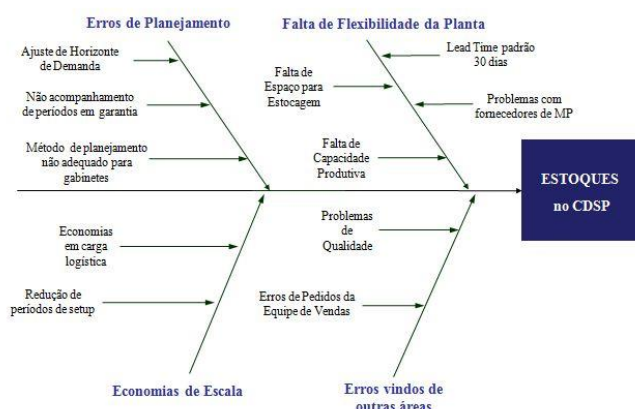 Erros de Planejamento
Falta de Flexibilidade da Planta
Ajuste de Horizonte
de Demanda
Não acompanhamento
de períodos em garantia
Método de planejamento
não adequado para
gabinetes
Lead Time padrão
30 dias
Falta de
Espaço para
Estocagem
Problemas com
fornecedores de MP
Falta de
Capacidade
Produtiva
ESTOQUES
no CDSP
Economias
em carga
logística
Redução de
períodos de setup
Problemas
de
Qualidade
Erros de Pedidos da
Equipe de Vendas
Economias de Escala
Erros vindos de
outras áreas